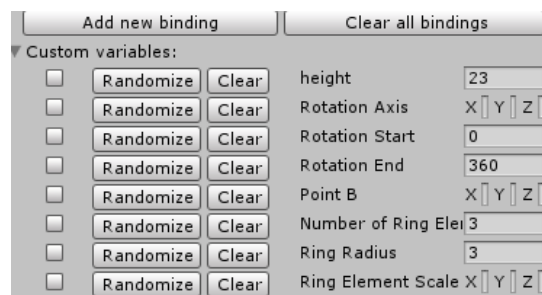 Add new binding Clear all bindings
Custom variables:
Randomize Clear height 23
Randomize Clear Rotation Axis X Y Z
Randomize Clear Rotation Start 0
Randomize Clear Rotation End 360
Randomize Clear Point B X Y Z
Randomize Clear Number of Ring Ele 3
Randomize Clear Ring Radius 3
Randomize Clear Ring Element Scale X Y Z